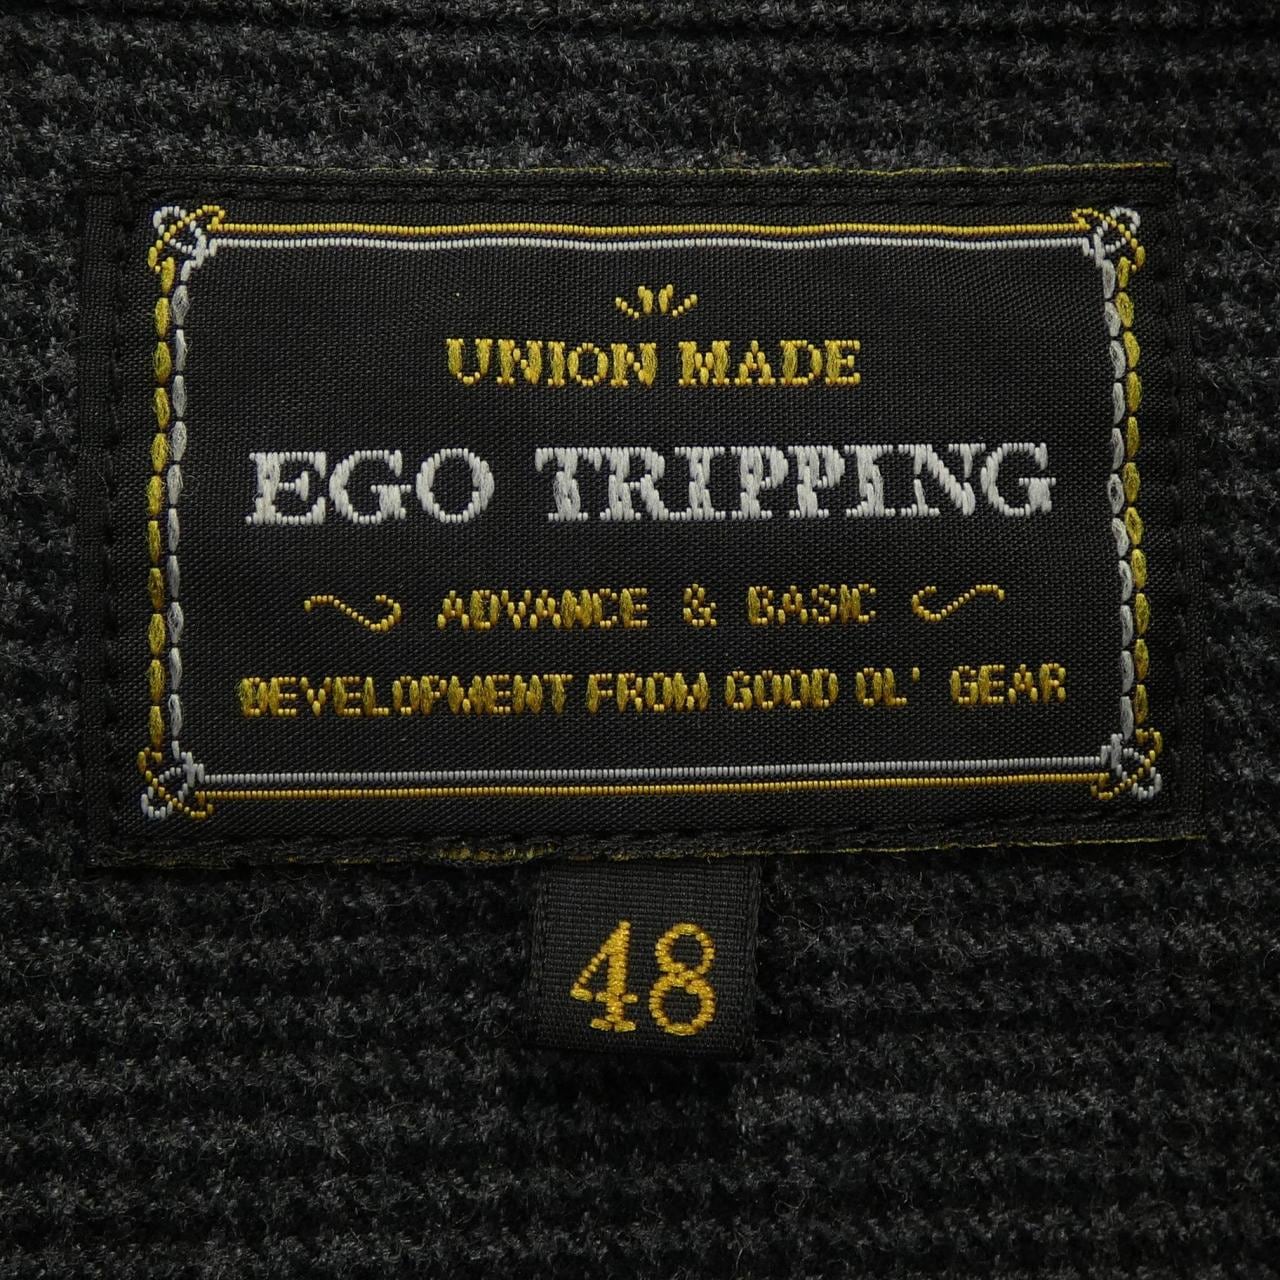 UNION MADE
EGO TRIPPING
ADVANCE & BASIC
DEVELOPMENT FROM GOOD OL' GEAR
48